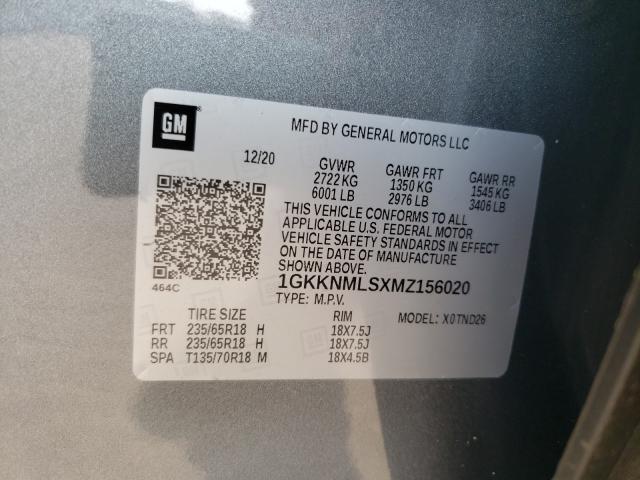 GM
MFD BY GENERAL MOTORS LLC
12/20 GVWR GAWR FRT GAWR RR
2722 KG 1350 KG 1545 KG
6001 LB 2976 LB 3406 LB
THIS VEHICLE CONFORMS TO ALL
APPLICABLE U.S. FEDERAL MOTOR
VEHICLE SAFETY STANDARDS IN EFFECT
ON THE DATE OF MANUFACTURE
SHOWN ABOVE.
464C
1GKKNMLSXMZ156020
TYPE: M.P.V.
TIRE SIZE RIM MODEL: X0TND26
FRT 235/65R18 H 18X7.5J
RR 235/65R18 H 18X7.5J
SPA T135/70R18 M 18X4.5B